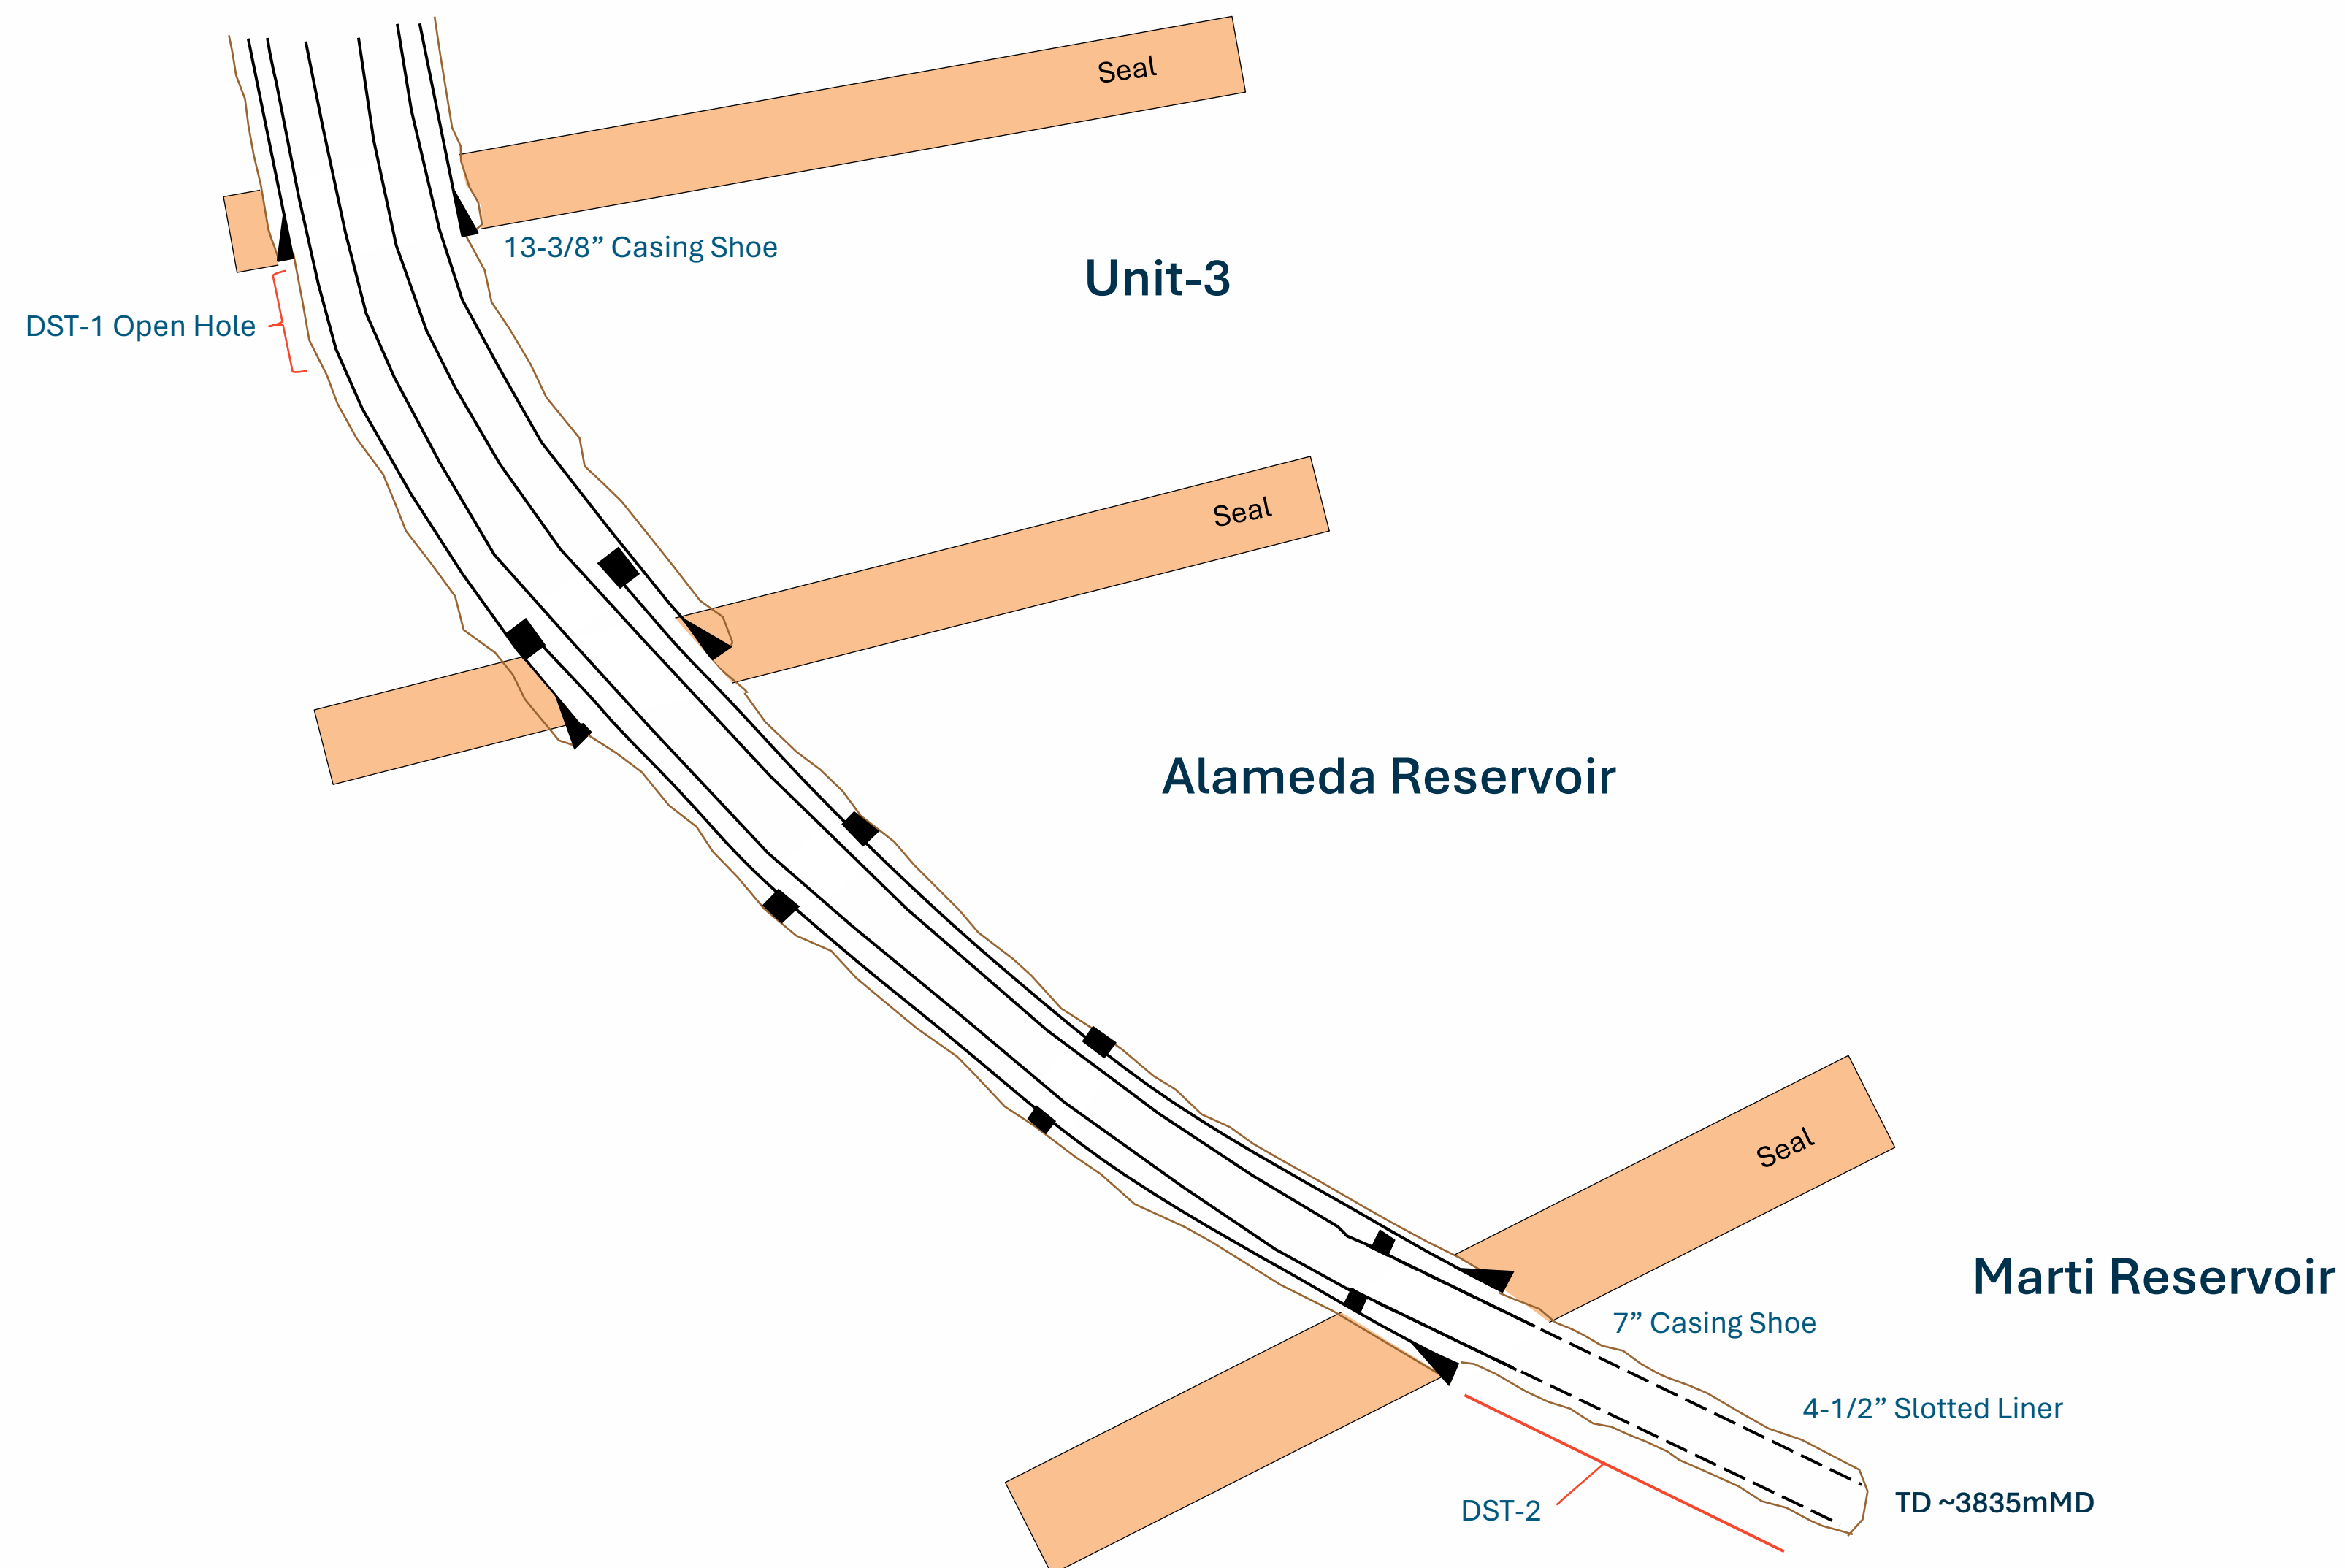 Seal
13-3/8” Casing Shoe
Unit-3
DST-1 Open Hole
Seal
Alameda Reservoir
Seal
Marti Reservoir
7” Casing Shoe
4-1/2” Slotted Liner
TD ~3835mMD
DST-2